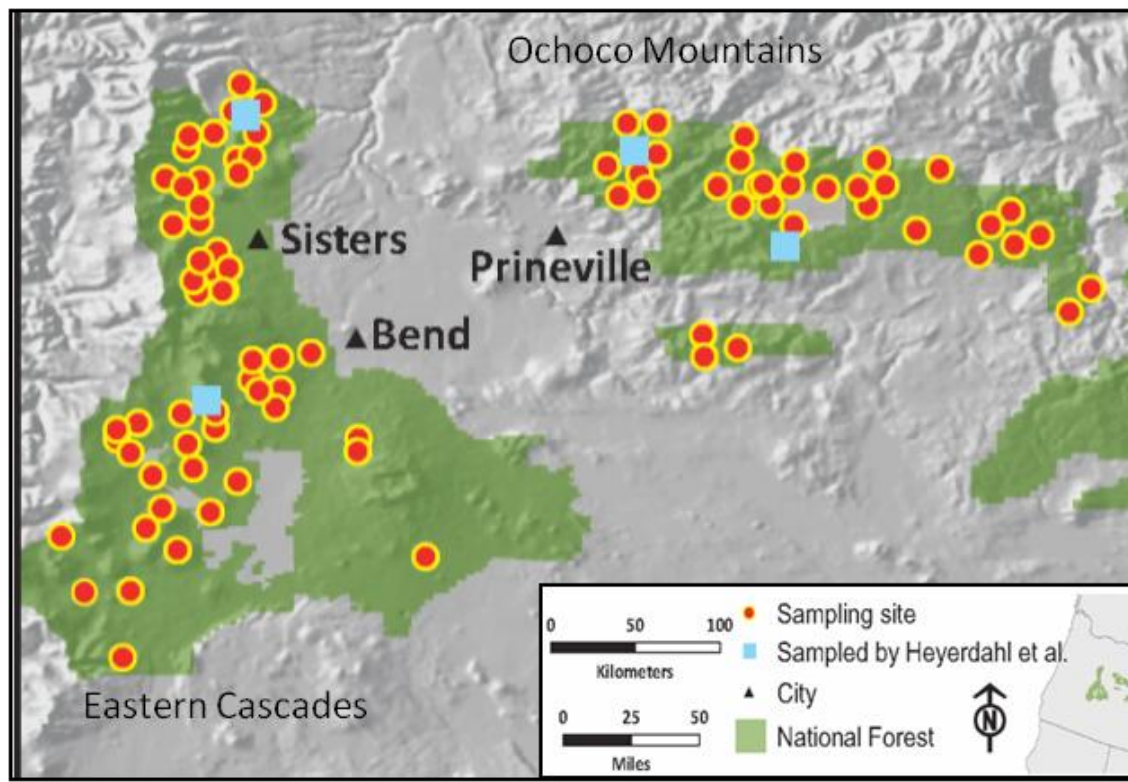 Ochoco Mountains
Sisters
Prineville
Bend
Eastern Cascades
0 50 100
Kilometers
0 25 50
Miles
Sampling site
Sampled by Heyerdahl et al.
City
National Forest
N